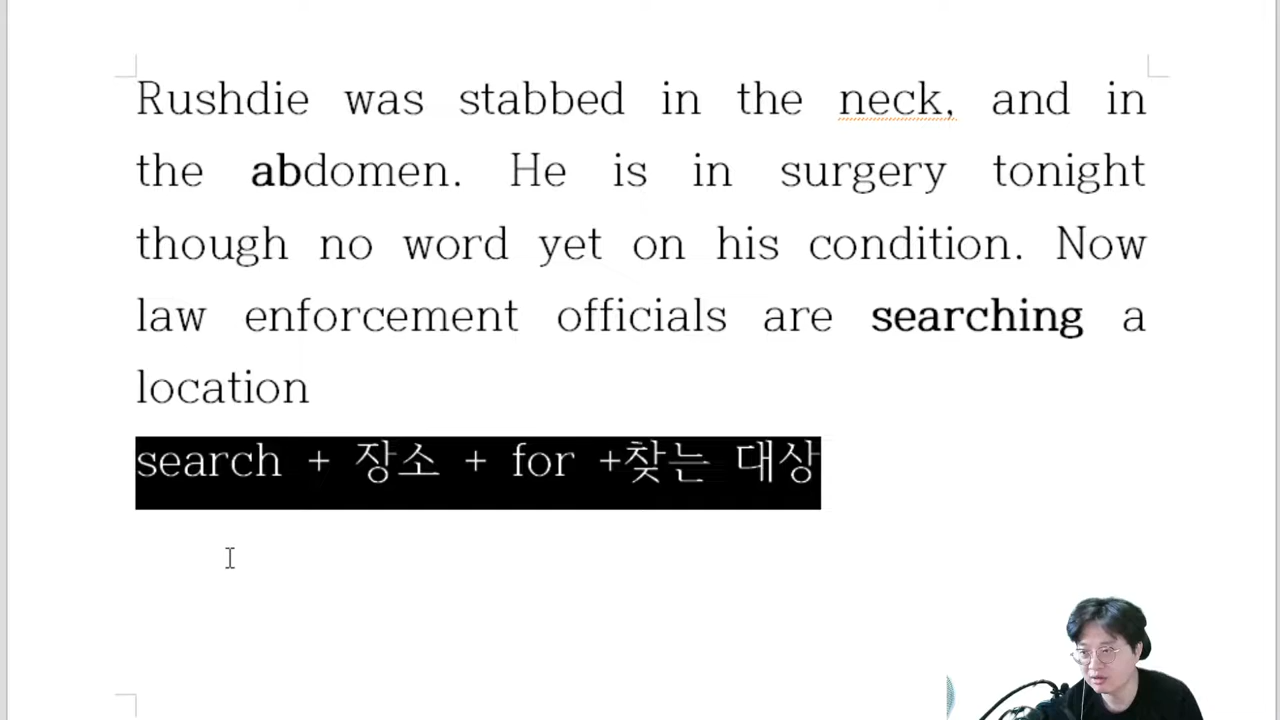 Rushdie was stabbed in the neck, and in
the abdomen. He is in surgery tonight
though no word yet on his condition. Now
law enforcement officials are searching a
location
search + 장소 + for +찾는 대상